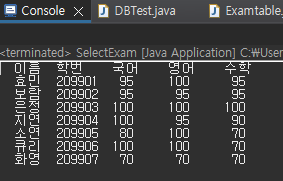 Console DBTest.java Examtable.
<terminated> SelectExam [Java Application] C:₩Users
이름 학번 국어 영어 수학
효민 209901 95 100 95
보람 209902 95 95 95
은정 209903 100 100 100
지연 209904 100 95 90
소연 209905 80 100 70
큐리 209906 100 100 70
화영 209907 70 70 70